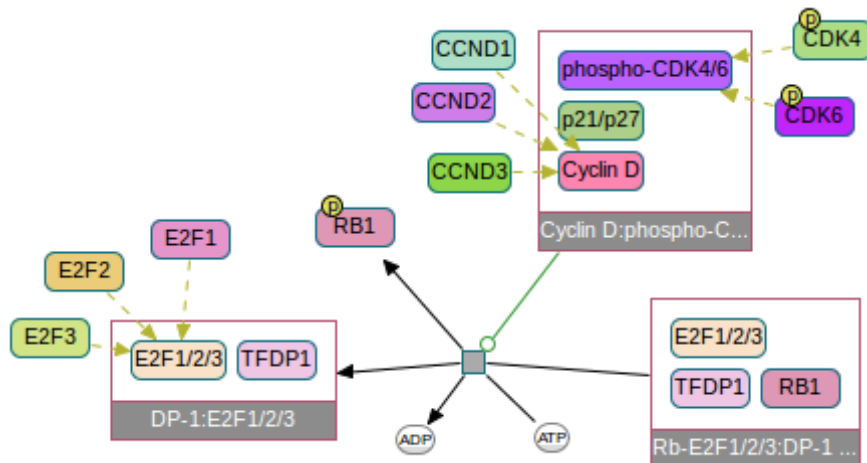 p
CDK4
CCND1
phospho-CDK4/6
CCND2
p
CDK6
p21/p27
CCND3
Cyclin D
p
RB1
E2F1
Cyclin D:phospho-C...
E2F2
E2F3
E2F1/2/3
TFDP1
E2F1/2/3
TFDP1
RB1
DP-1:E2F1/2/3
ADP
ATP
Rb-E2F1/2/3:DP-1 ...